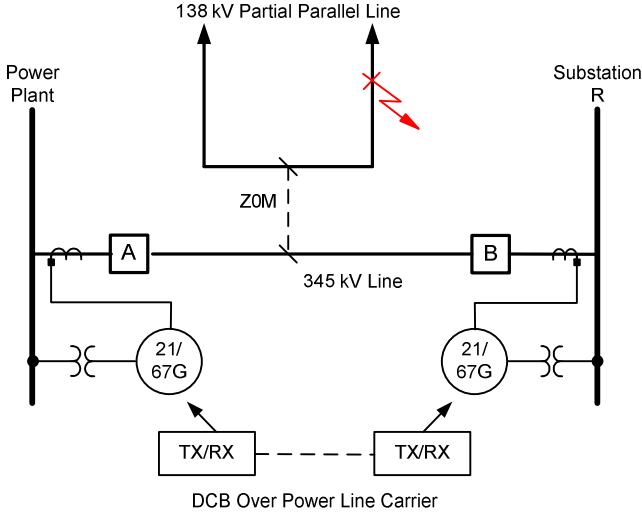 138 kV Partial Parallel Line
Power
Plant
Substation
R
Z0M
A
B
345 kV Line
21/
67G
21/
67G
TX/RX
TX/RX
DCB Over Power Line Carrier